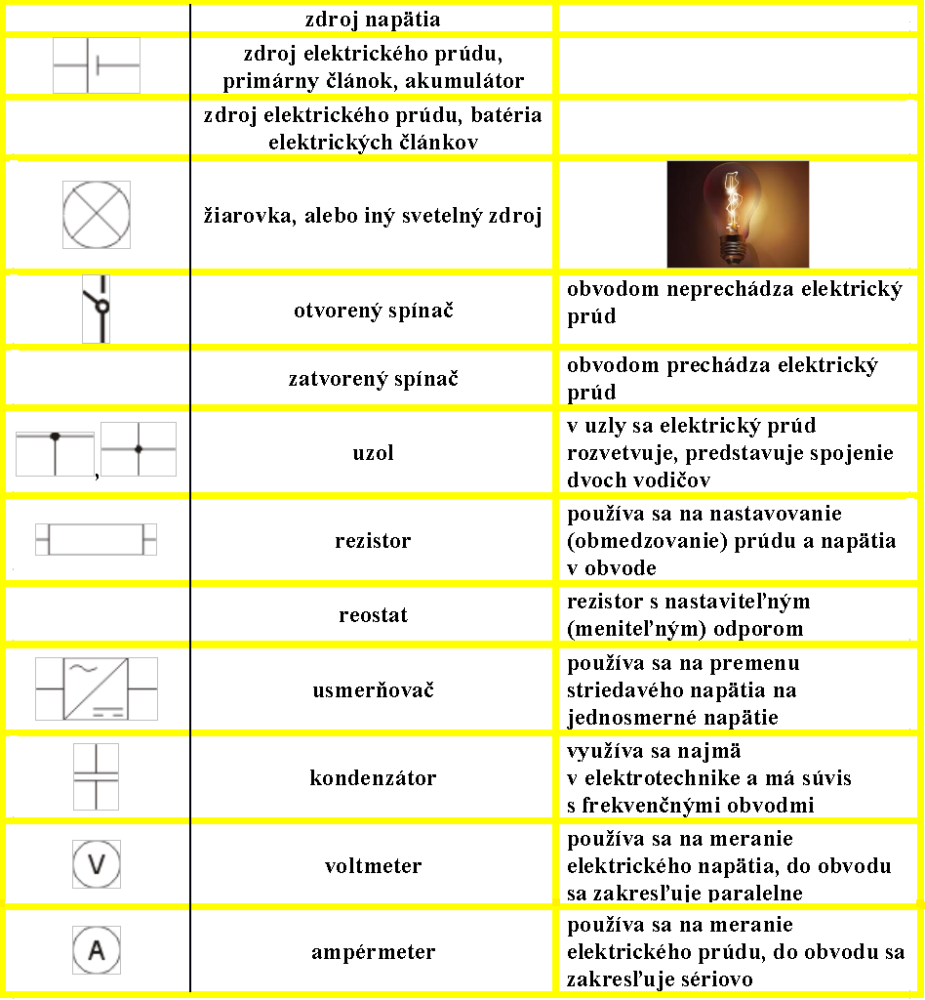 zdroj napätia
zdroj elektrického prúdu,
primárny článok, akumulátor
zdroj elektrického prúdu, batéria
elektrických článkov
žiarovka, alebo iný svetelný zdroj
otvorený spínač
obvodom neprechádza elektrický
prúd
zatvorený spínač
obvodom prechádza elektrický
prúd
,
uzol
v uzly sa elektrický prúd
rozvetvuje, predstavuje spojenie
dvoch vodičov
rezistor
používa sa na nastavovanie
(obmedzovanie) prúdu a napätia
v obvode
reostat
rezistor s nastaviteľným
(meniteľným) odporom
usmerňovač
používa sa na premenu
striedavého napätia na
jednosmerné napätie
kondenzátor
využíva sa najmä
v elektrotechnike a má súvis
s frekvenčnými obvodmi
V
voltmeter
používa sa na meranie
elektrického napätia, do obvodu
sa zakresľuje paralelne
A
ampérmeter
používa sa na meranie
elektrického prúdu, do obvodu sa
zakresľuje sériovo